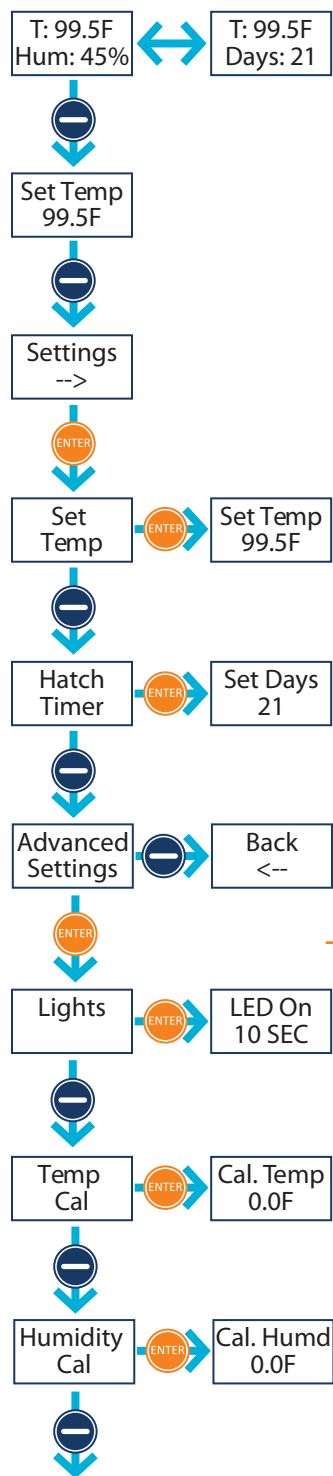 T: 99.5F
Hum: 45%
T: 99.5F
Days: 21
Set Temp
99.5F
Settings
-->
ENTER
Set
Temp
ENTER
Set Temp
99.5F
Hatch
Timer
ENTER
Set Days
21
Advanced
Settings
Back
<--
ENTER
Lights
ENTER
LED On
10 SEC
Temp
Cal
ENTER
Cal. Temp
0.0F
Humidity
Cal
ENTER
Cal. Humd
0.0F